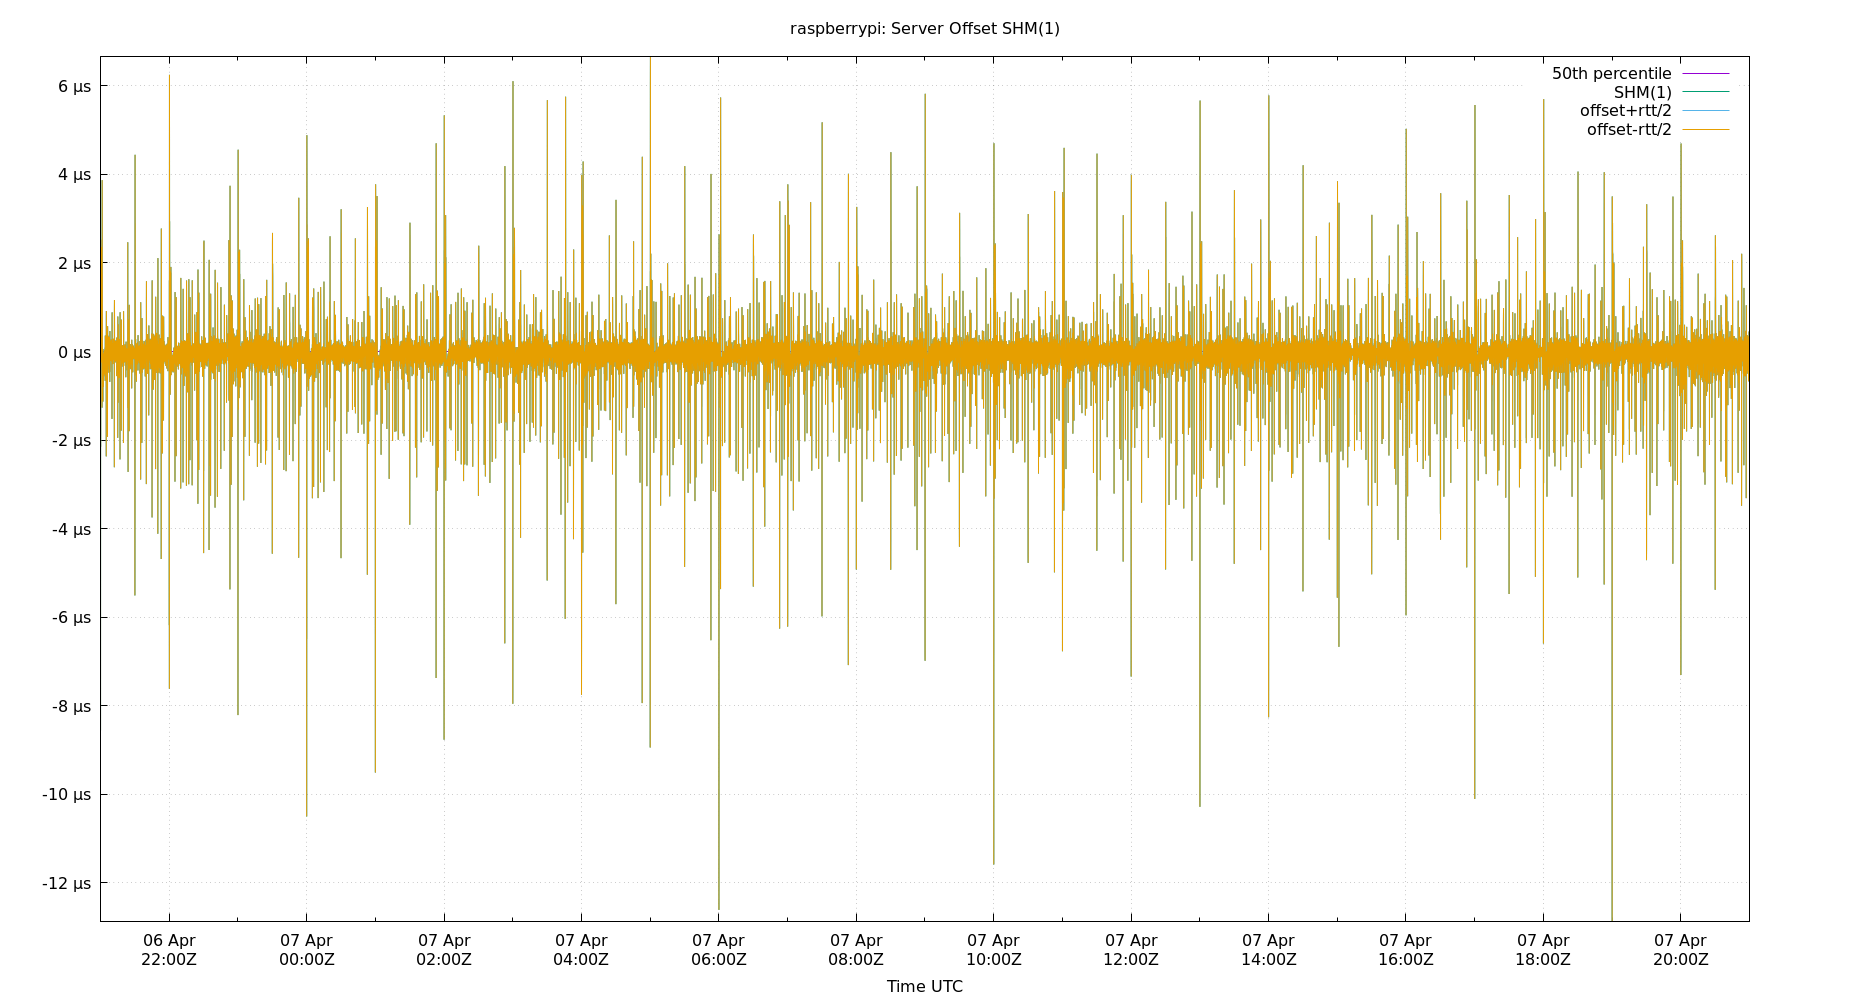 raspberrypi: Server Offset SHM(1)
50th percentile
SHM(1)
offset+rtt/2
offset-rtt/2
6 µs
4 µs
2 µs
0 µs
-2 µs
-4 µs
-6 µs
-8 µs
-10 µs
-12 µs
06 Apr 07 Apr 07 Apr 07 Apr 07 Apr 07 Apr 07 Apr 07 Apr 07 Apr 07 Apr 07 Apr 07 Apr
22:00Z 00:00Z 02:00Z 04:00Z 06:00Z 08:00Z 10:00Z 12:00Z 14:00Z 16:00Z 18:00Z 20:00Z
Time UTC